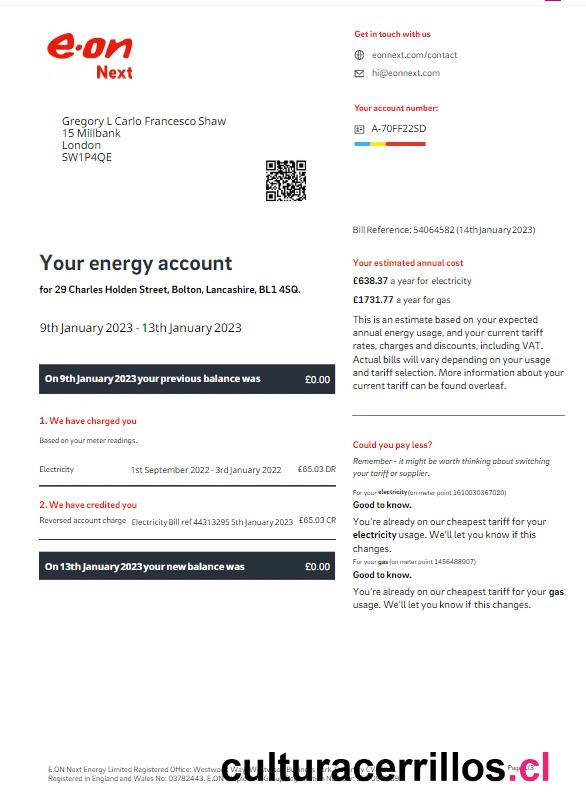 e·on
Next
Get in touch with us
eonnext.com/contact
hi@eonnext.com
Your account number:
A-70FF22SD
Gregory L Carlo Francesco Shaw
15 Millbank
London
SW1P4QE
Bill Reference: 54064582 (14th January 2023)
Your energy account
for 29 Charles Holden Street, Bolton, Lancashire, BL1 4SQ.
9th January 2023 - 13th January 2023
On 9th January 2023 your previous balance was £0.00
1. We have charged you
Based on your meter readings.
Electricity 1st September 2022 - 3rd January 2022 £65.03 DR
2. We have credited you
Reversed account charge Electricity Bill ref 44313295 5th January 2023 £65.03 CR
On 13th January 2023 your new balance was £0.00
Your estimated annual cost
£638.37 a year for electricity
£1731.77 a year for gas
This is an estimate based on your expected
annual energy usage, and your current tariff
rates, charges and discounts, including VAT.
Actual bills will vary depending on your usage
and tariff selection. More information about your
current tariff can be found overleaf.
Could you pay less?
Remember - it might be worth thinking about switching
your tariff or supplier.
For your electricity (on meter point 1610030367020)
Good to know.
You're already on our cheapest tariff for your
electricity usage. We'll let you know if this
changes.
For your gas (on meter point 1456488907)
Good to know.
You're already on our cheapest tariff for your gas
usage. We'll let you know if this changes.
E.ON Next Energy Limited Registered Office:
Registered in England and Wales No: 03782443.
culturacerrillos.cl